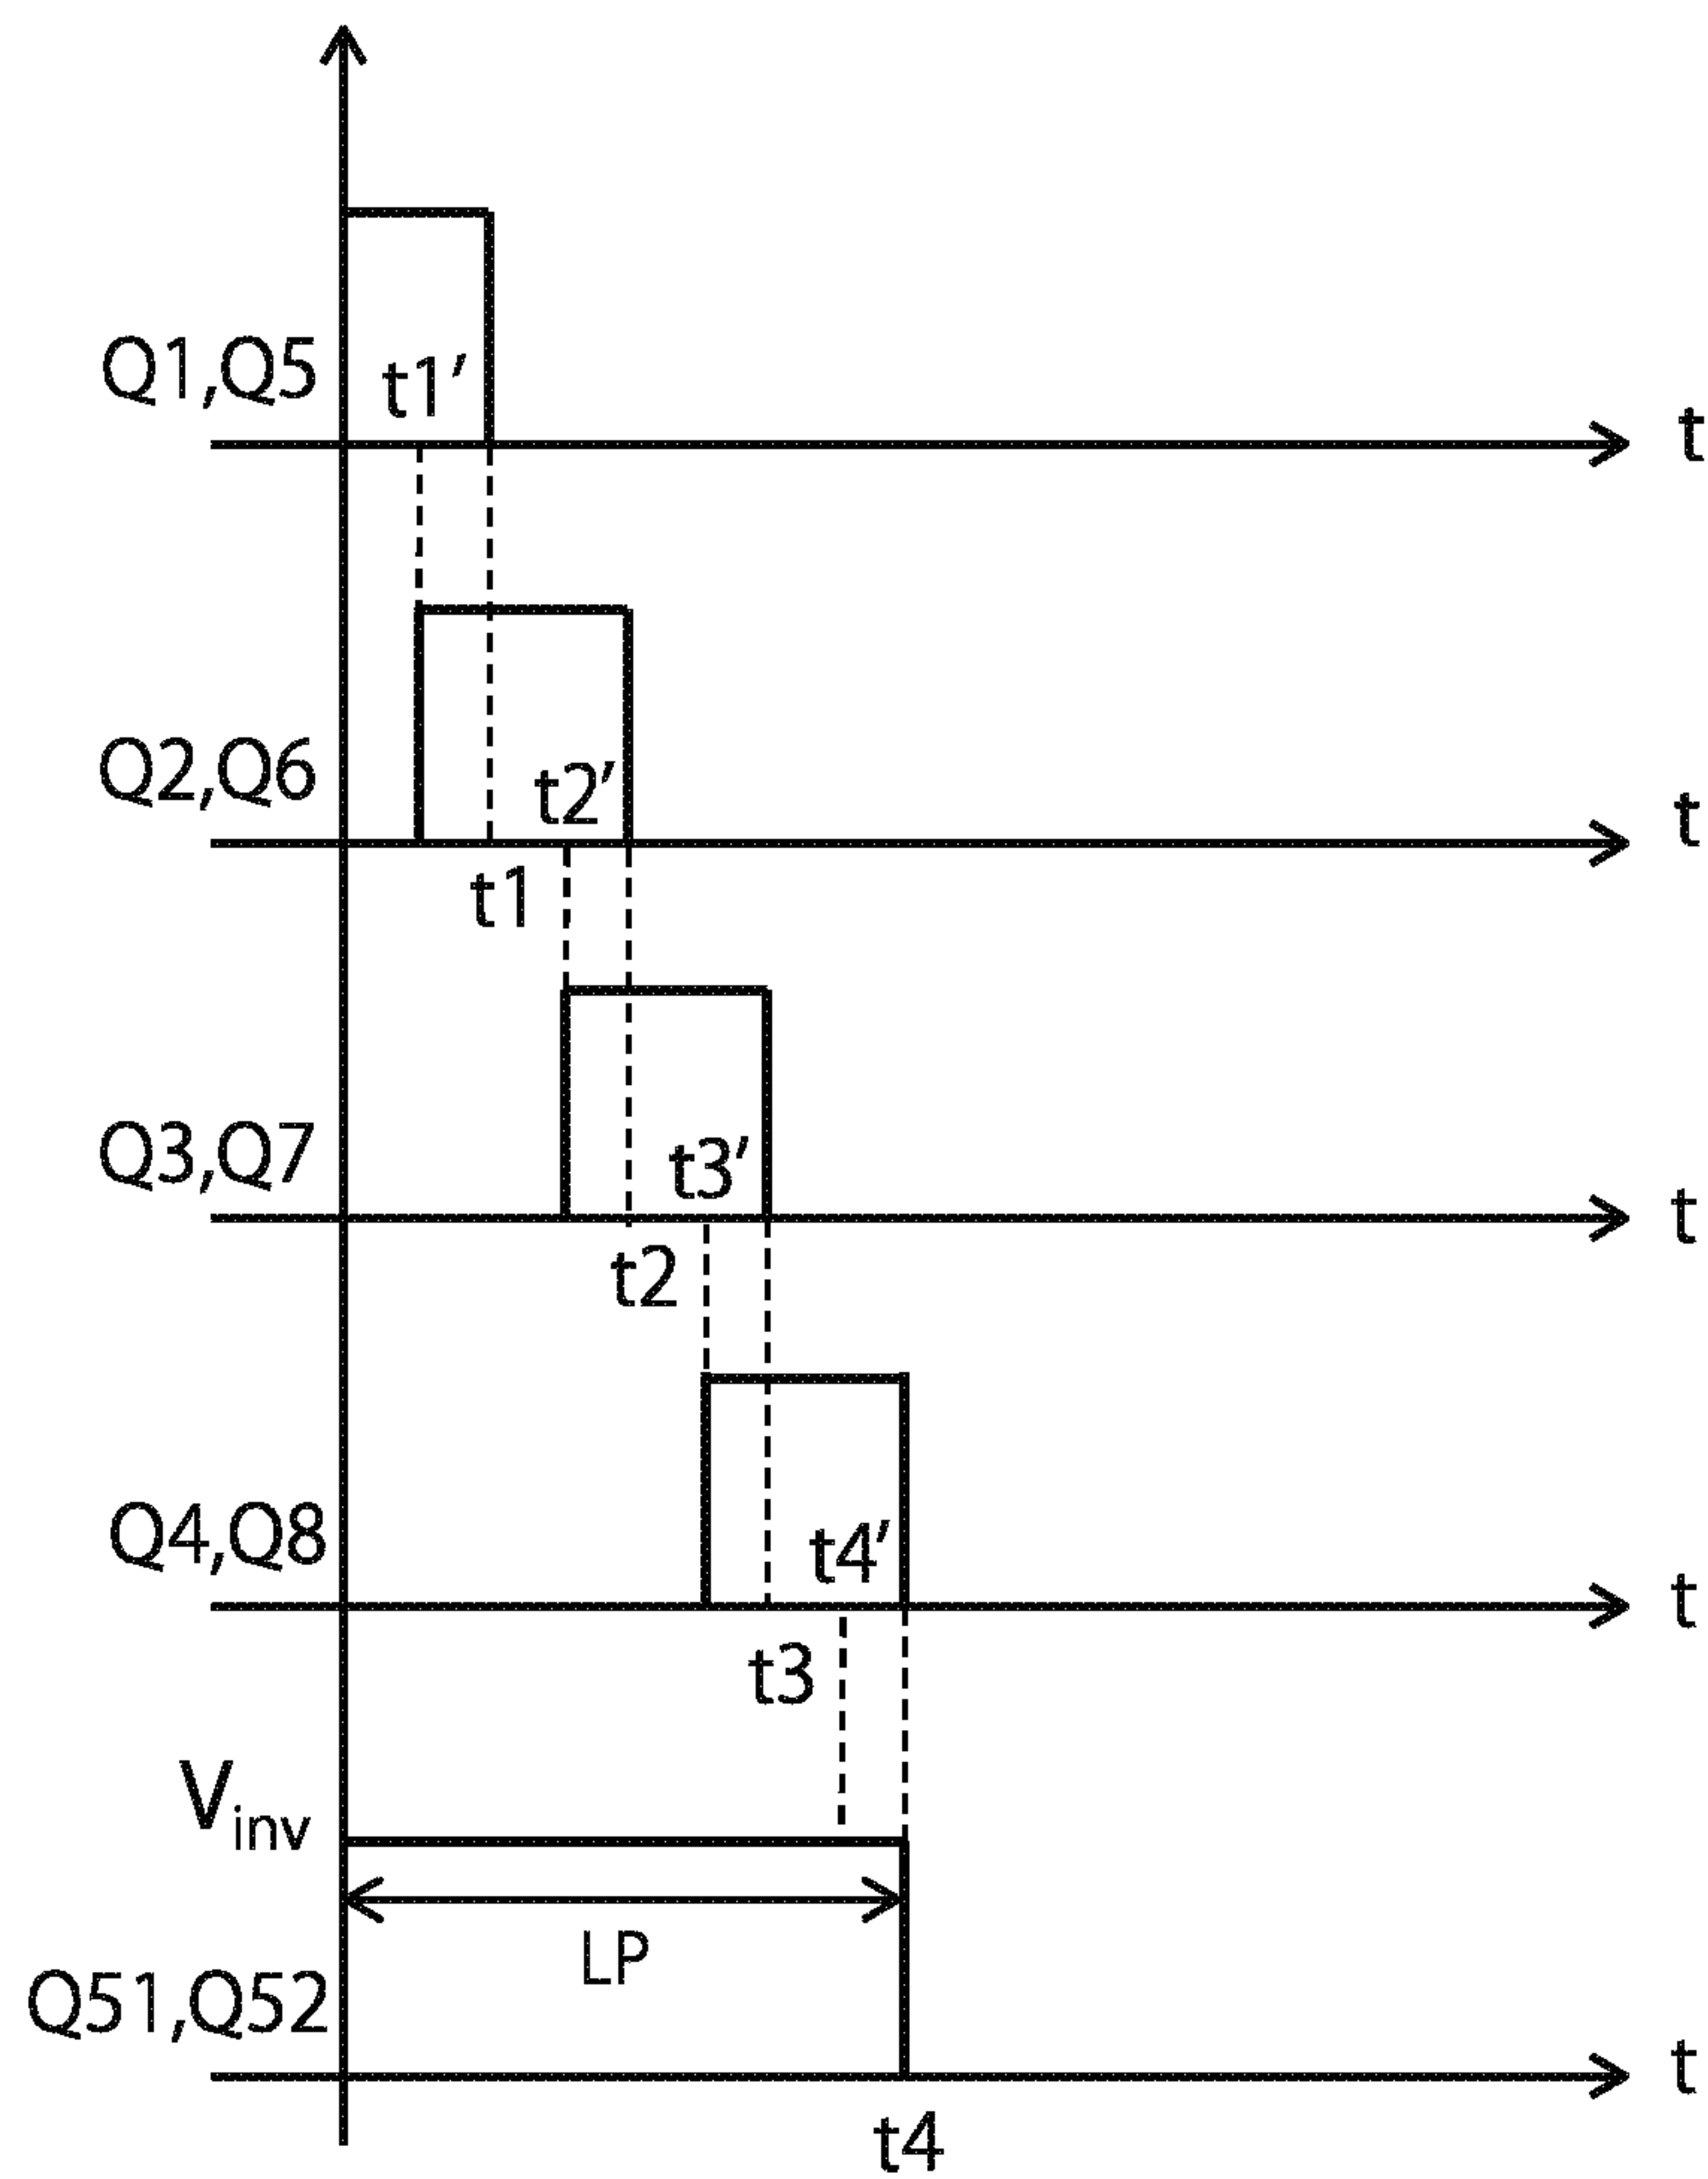 Q1,Q5
t1′
t
Q2,Q6
t2′
t
t1
Q3,Q7
t3′
t
t2
Q4,Q8
t4′
t
t3
Vinv
LP
Q51,Q52
t
t4